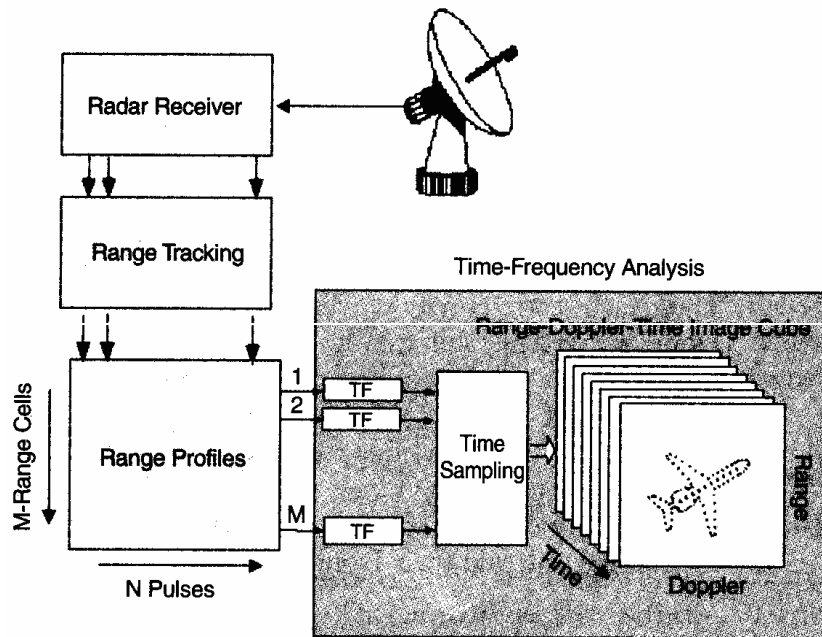 Radar Receiver
Range Tracking
Time-Frequency Analysis
Range-Doppler-Time Image Cube
M-Range Cells
Range Profiles
1
2
M
TF
TF
TF
Time
Sampling
Range
Time
Doppler
N Pulses